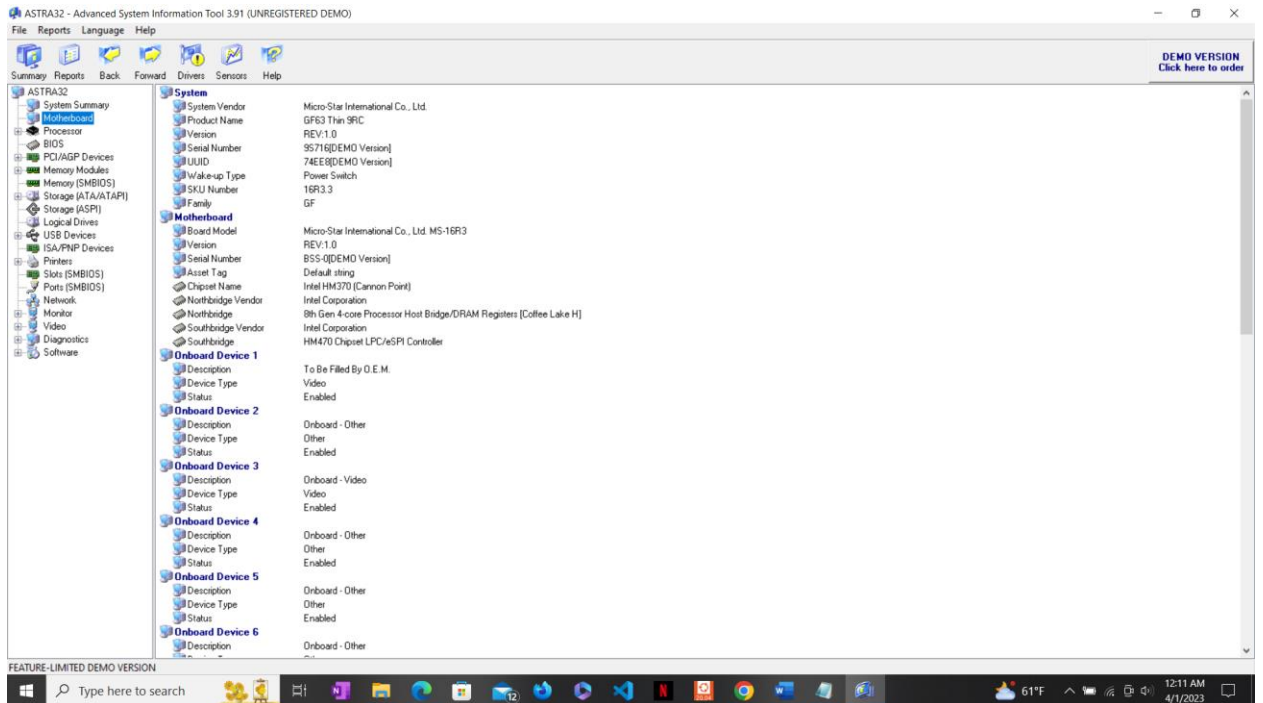 ASTRA32 - Advanced System Information Tool 3.91 (UNREGISTERED DEMO)
File Reports Language Help
Summary Reports Back Forward Drivers Sensors Help
DEMO VERSION
Click here to order
ASTRA32
System Summary
Motherboard
Processor
BIOS
PCI/AGP Devices
Memory Modules
Memory (SMBIOS)
Storage (ATA/ATAPI)
Storage (ASPI)
Logical Drives
USB Devices
ISA/PNP Devices
Printers
Slots (SMBIOS)
Ports (SMBIOS)
Network
Monitor
Video
Diagnostics
Software
System
System Vendor Micro-Star International Co., Ltd.
Product Name GF63 Thin 9RC
Version REV:1.0
Serial Number 9S716[DEMO Version]
UUID 74EE8[DEMO Version]
Wake-up Type Power Switch
SKU Number 16R3.3
Family GF
Motherboard
Board Model Micro-Star International Co., Ltd. MS-16R3
Version REV:1.0
Serial Number BSS-0[DEMO Version]
Asset Tag Default string
Chipset Name Intel HM370 (Cannon Point)
Northbridge Vendor Intel Corporation
Northbridge 8th Gen 4-core Processor Host Bridge/DRAM Registers [Coffee Lake H]
Southbridge Vendor Intel Corporation
Southbridge HM470 Chipset LPC/eSPI Controller
Onboard Device 1
Description To Be Filled By O.E.M.
Device Type Video
Status Enabled
Onboard Device 2
Description Onboard - Other
Device Type Other
Status Enabled
Onboard Device 3
Description Onboard - Video
Device Type Video
Status Enabled
Onboard Device 4
Description Onboard - Other
Device Type Other
Status Enabled
Onboard Device 5
Description Onboard - Other
Device Type Other
Status Enabled
Onboard Device 6
Description Onboard - Other
FEATURE-LIMITED DEMO VERSION
Type here to search
12
61°F
12:11 AM
4/1/2023